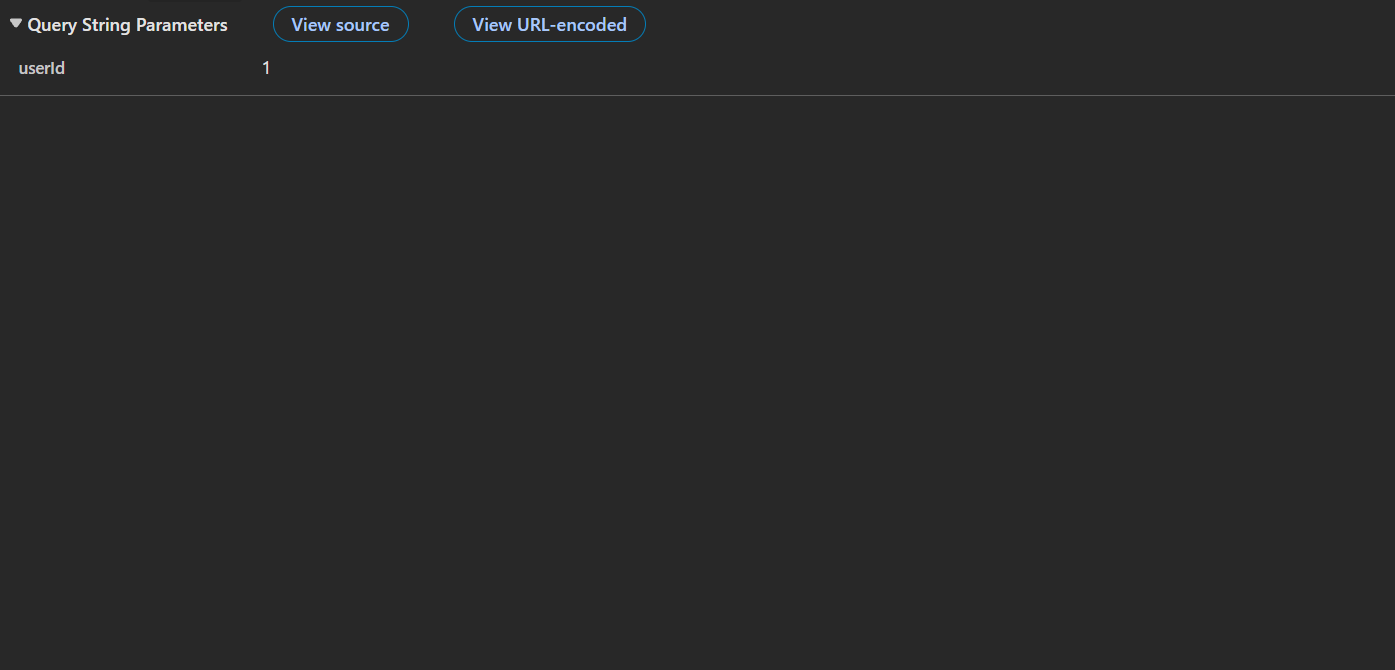 Query String Parameters View source View URL-encoded
userId 1